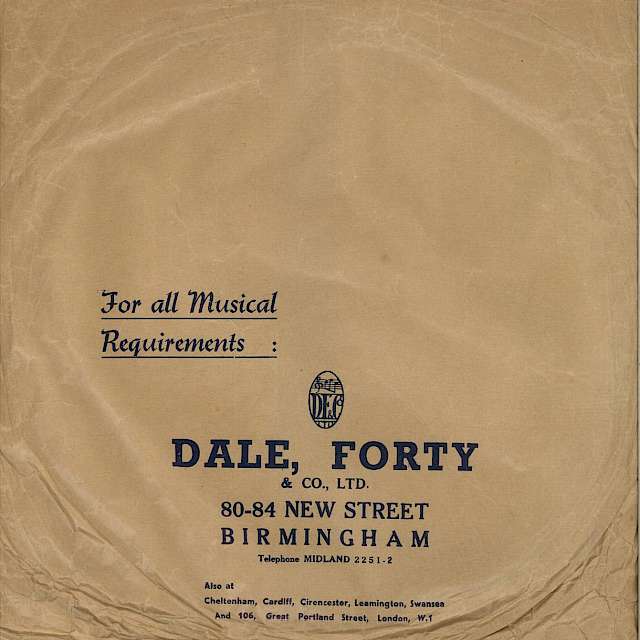 For all Musical
Requirements :
DALE, FORTY
& CO., LTD.
80-84 NEW STREET
BIRMINGHAM
Telephone MIDLAND 2251-2
Also at
Cheltenham, Cardiff, Cirencester, Leamington, Swansea
And 106, Great Portland Street, London, W.1